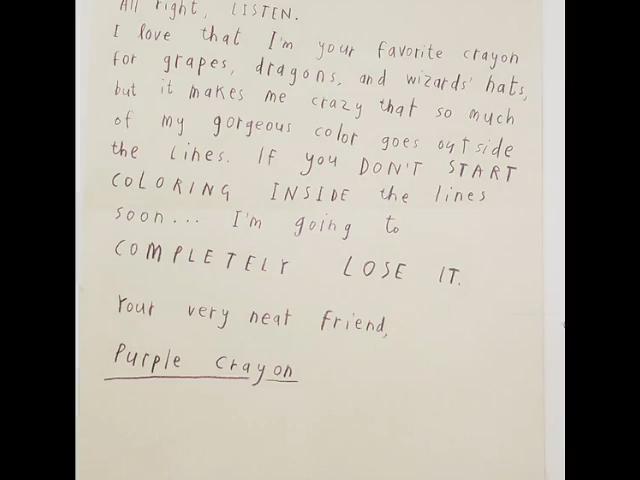 All right, LISTEN.
I love that I'm your favorite crayon
for grapes, dragons, and wizards' hats,
but it makes me crazy that so much
of my gorgeous color goes outside
the lines. If you DON'T START
COLORING INSIDE the lines
soon... I'm going to
COMPLETELY LOSE IT.
Your very neat friend,
Purple Crayon